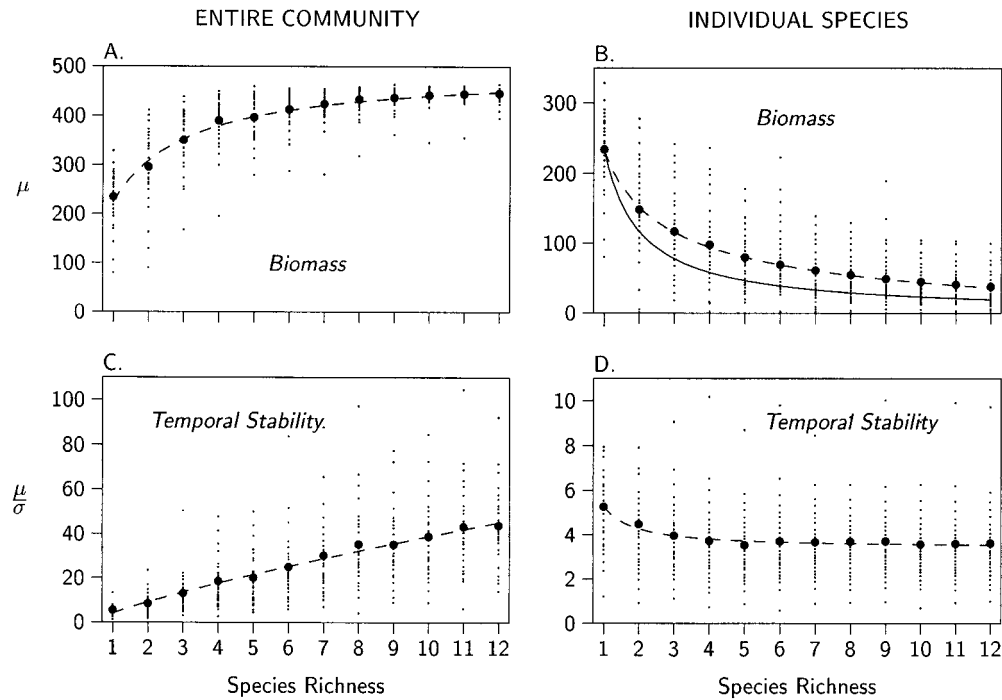 ENTIRE COMMUNITY
INDIVIDUAL SPECIES
A.
500
400
300
200
100
0
μ
Biomass
B.
300
200
100
0
Biomass
C.
100
80
60
40
20
0
μ
σ
Temporal Stability.
1 2 3 4 5 6 7 8 9 10 11 12
Species Richness
D.
10
8
6
4
2
0
Temporal Stability
1 2 3 4 5 6 7 8 9 10 11 12
Species Richness